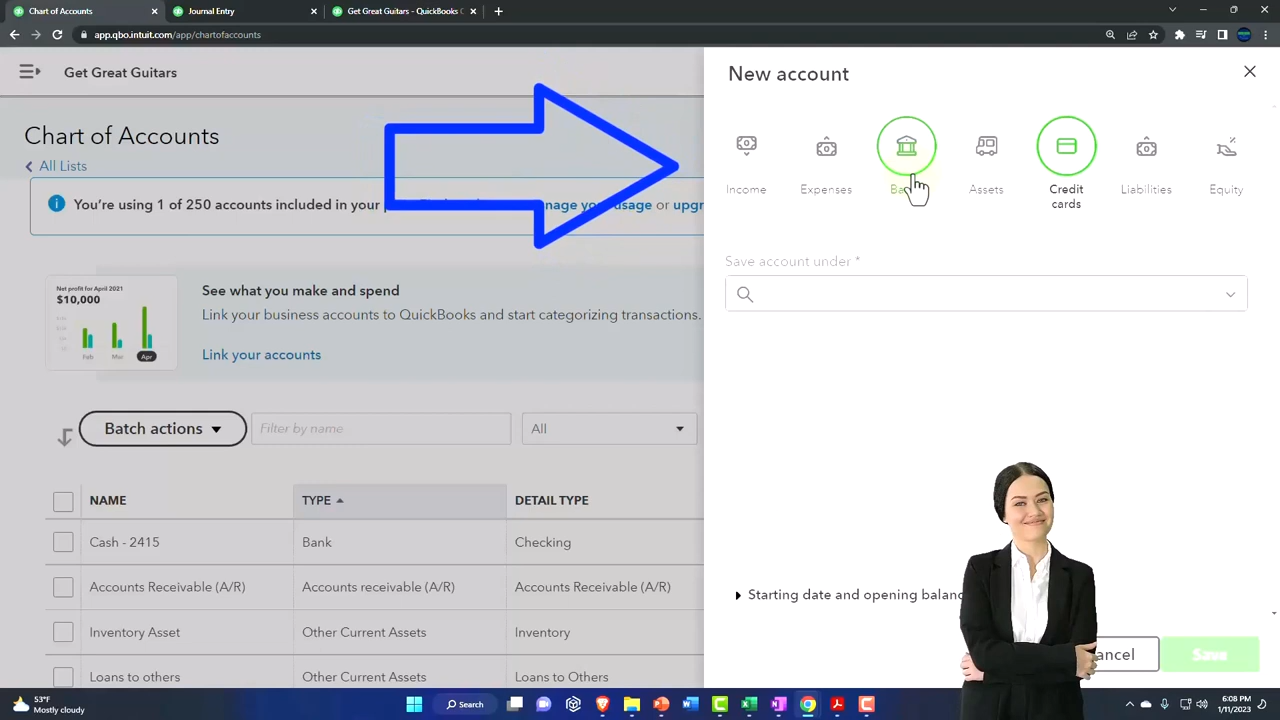 Chart of Accounts
Journal Entry
Get Great Guitars - QuickBooks
app.qbo.intuit.com/app/chartofaccounts
Get Great Guitars
Chart of Accounts
All Lists
You're using 1 of 250 accounts included in your
nage your usage or upgr
Net profit for April 2021
$10,000
Feb Mar Apr
See what you make and spend
Link your business accounts to QuickBooks and start categorizing transactions.
Link your accounts
Batch actions
Filter by name
All
NAME TYPE DETAIL TYPE
Cash - 2415 Bank Checking
Accounts Receivable (A/R) Accounts receivable (A/R) Accounts Receivable (A/R)
Inventory Asset Other Current Assets Inventory
Loans to others Other Current Assets Loans to Others
New account
Income
Expenses
Assets
Credit cards
Liabilities
Equity
Save account under *
Starting date and opening balanc
ancel
Save
53°F
Mostly cloudy
Search
6:08 PM
1/10/2023